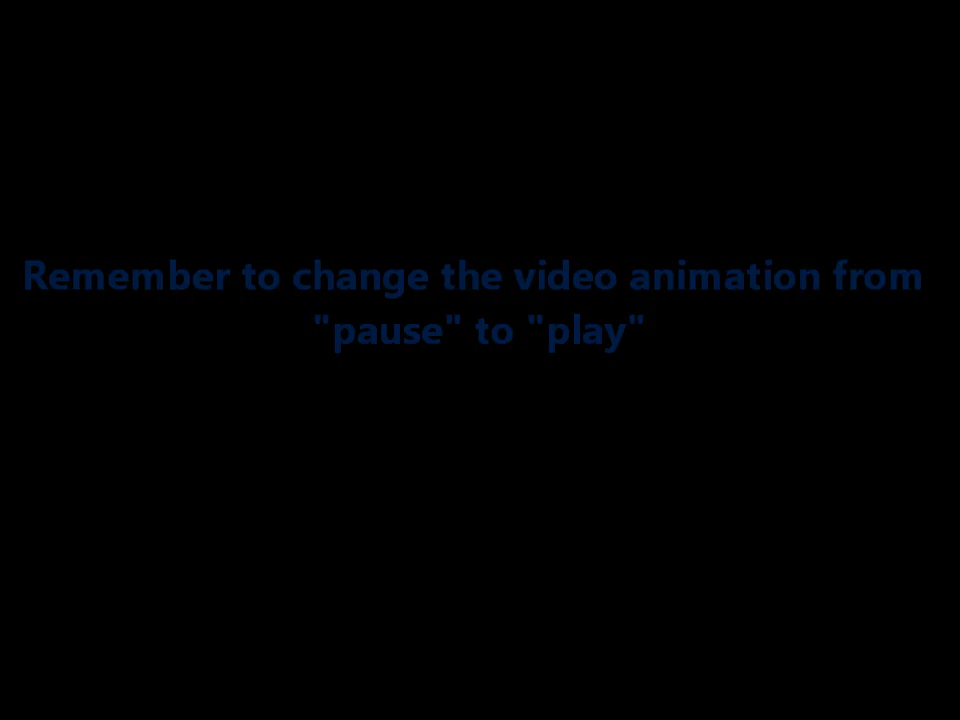 Remember to change the video animation from
"pause" to "play"